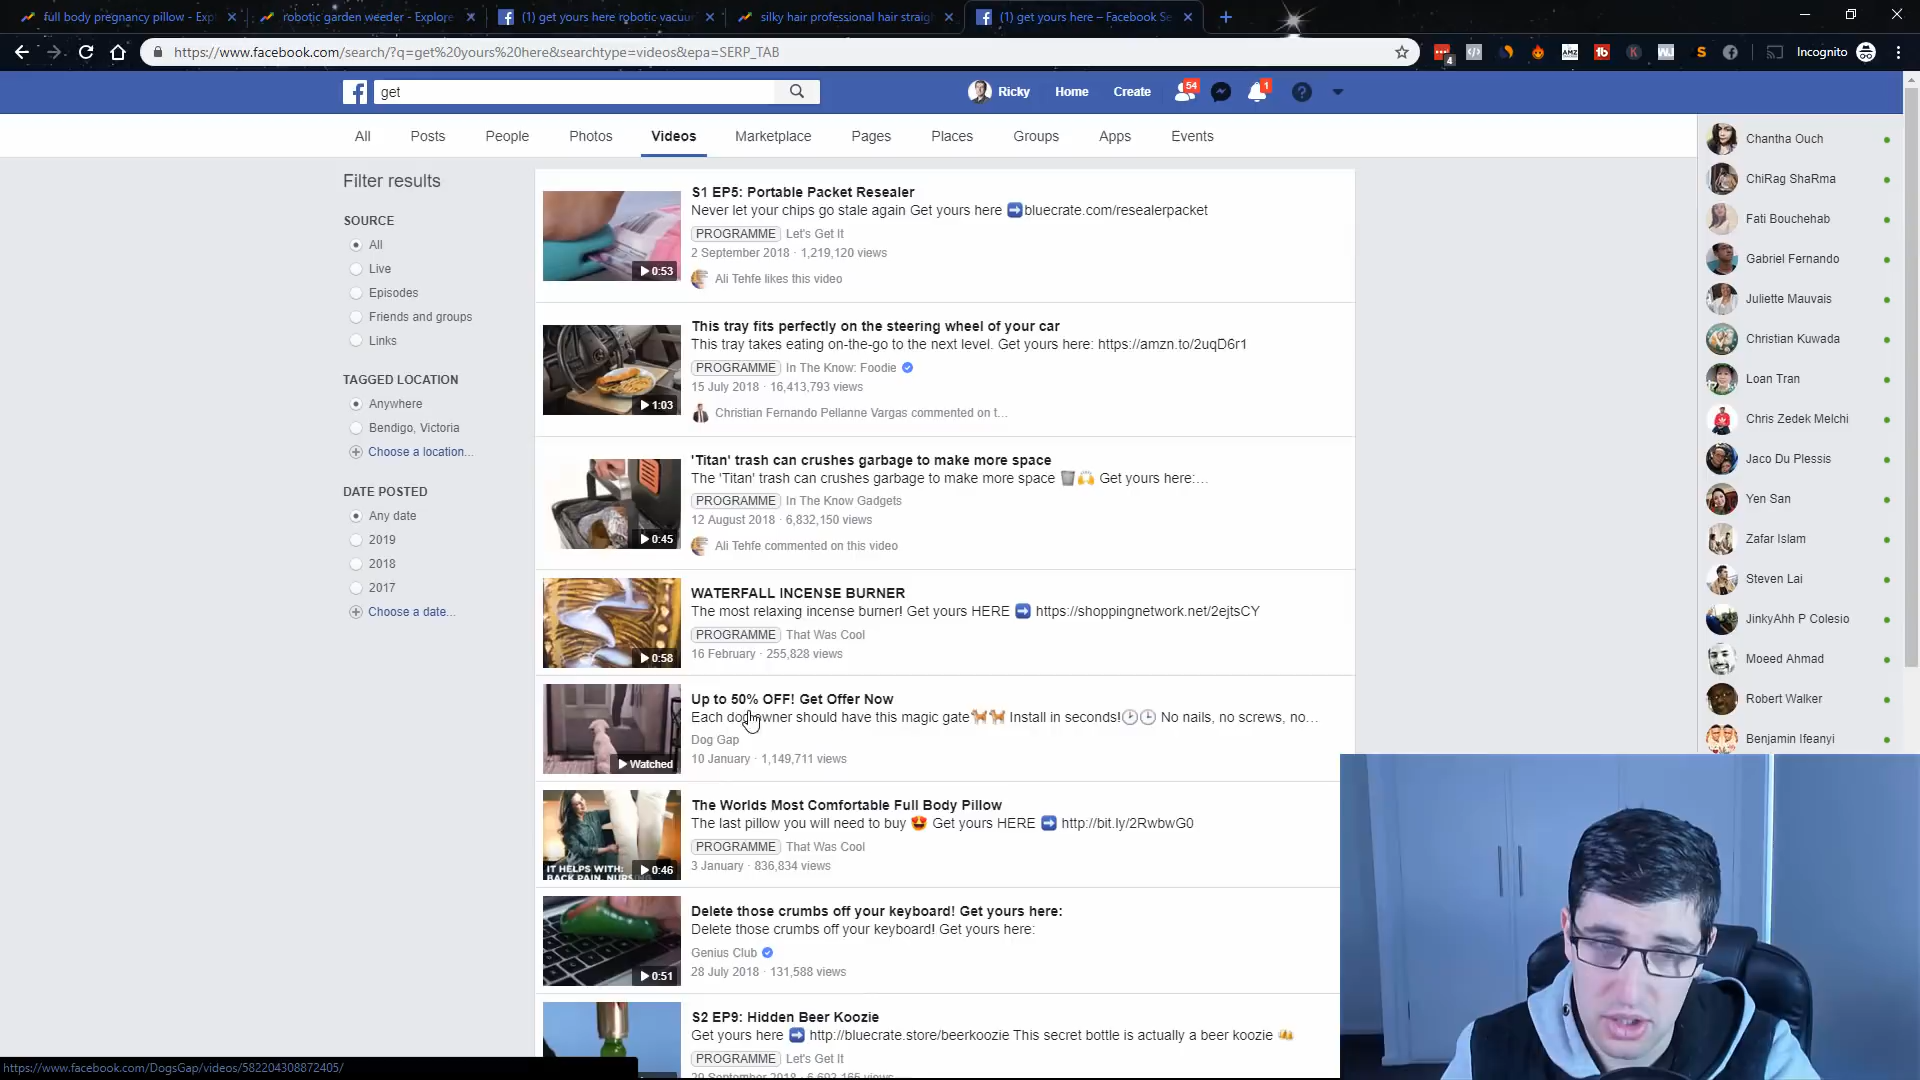 full body pregnancy pillow - Exp
robotic garden weeder - Explore
(1) get yours here robotic vacuu
silky hair professional hair straig
(1) get yours here – Facebook Se
https://www.facebook.com/search/?q=get%20yours%20here&searchtype=videos&epa=SERP_TAB
4
AMZ
tb
K
WJ
S
Incognito
get
Ricky
Home
Create
54
1
All
Posts
People
Photos
Videos
Marketplace
Pages
Places
Groups
Apps
Events
Filter results
SOURCE
All
Live
Episodes
Friends and groups
Links
TAGGED LOCATION
Anywhere
Bendigo, Victoria
Choose a location...
DATE POSTED
Any date
2019
2018
2017
Choose a date...
S1 EP5: Portable Packet Resealer
Never let your chips go stale again Get yours here ➡bluecrate.com/resealerpacket
PROGRAMME Let's Get It
2 September 2018 · 1,219,120 views
0:53
Ali Tehfe likes this video
This tray fits perfectly on the steering wheel of your car
This tray takes eating on-the-go to the next level. Get yours here: https://amzn.to/2uqD6r1
PROGRAMME In The Know: Foodie
15 July 2018 · 16,413,793 views
1:03
Christian Fernando Pellanne Vargas commented on t...
'Titan' trash can crushes garbage to make more space
The 'Titan' trash can crushes garbage to make more space 🗑🙌 Get yours here:...
PROGRAMME In The Know Gadgets
12 August 2018 · 6,832,150 views
0:45
Ali Tehfe commented on this video
WATERFALL INCENSE BURNER
The most relaxing incense burner! Get yours HERE ➡ https://shoppingnetwork.net/2ejtsCY
PROGRAMME That Was Cool
16 February · 255,828 views
0:58
Up to 50% OFF! Get Offer Now
Each dog owner should have this magic gate🐕🐕 Install in seconds!🕑🕒 No nails, no screws, no...
Dog Gap
10 January · 1,149,711 views
Watched
The Worlds Most Comfortable Full Body Pillow
The last pillow you will need to buy 😍 Get yours HERE ➡ http://bit.ly/2RwbwG0
PROGRAMME That Was Cool
3 January · 836,834 views
0:46
IT HELPS WITH:
BACK PAIN, NURS
Delete those crumbs off your keyboard! Get yours here:
Delete those crumbs off your keyboard! Get yours here:
Genius Club
28 July 2018 · 131,588 views
0:51
S2 EP9: Hidden Beer Koozie
Get yours here ➡ http://bluecrate.store/beerkoozie This secret bottle is actually a beer koozie 🍻
PROGRAMME Let's Get It
29 September 2018 · 6,693,165 views
Chantha Ouch
ChiRag ShaRma
Fati Bouchehab
Gabriel Fernando
Juliette Mauvais
Christian Kuwada
Loan Tran
Chris Zedek Melchi
Jaco Du Plessis
Yen San
Zafar Islam
Steven Lai
JinkyAhh P Colesio
Moeed Ahmad
Robert Walker
Benjamin Ifeanyi
https://www.facebook.com/DogsGap/videos/582204308872405/